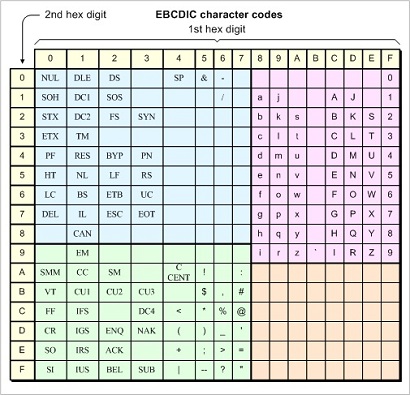 2nd hex digit
EBCDIC character codes
1st hex digit
0 1 2 3 4 5 6 7 8 9 A B C D E F
0 NUL DLE DS SP & - 0
1 SOH DC1 SOS / a j A J 1
2 STX DC2 FS SYN b k s B K S 2
3 ETX TM c l t C L T 3
4 PF RES BYP PN d m u D M U 4
5 HT NL LF RS e n v E N V 5
6 LC BS ETB UC f o w F O W 6
7 DEL IL ESC EOT g p x G P X 7
8 CAN h q y H Q Y 8
9 EM i r z ` I R Z 9
A SMM CC SM C CENT ! :
B VT CU1 CU2 CU3 $ , #
C FF IFS DC4 < * % @
D CR IGS ENQ NAK ( ) _ '
E SO IRS ACK + ; > =
F SI IUS BEL SUB | -- ? "